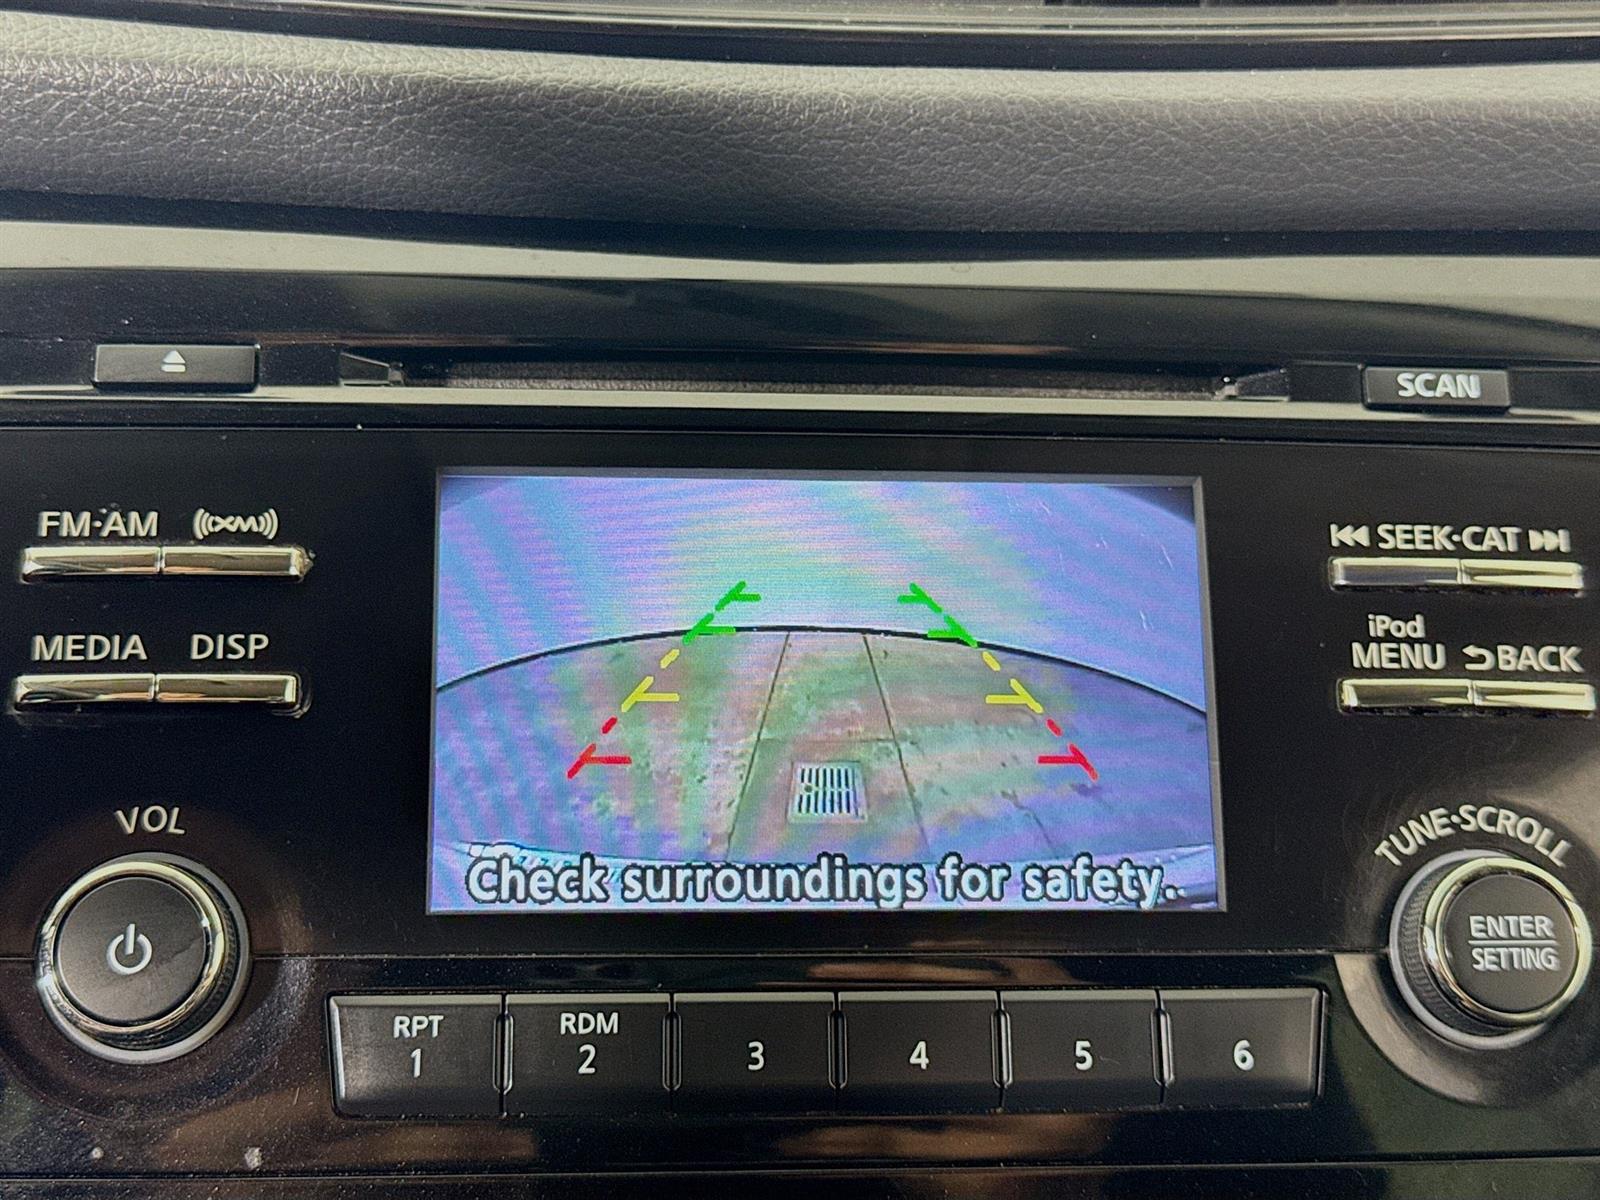 SCAN
FM·AM
(((XM)))
SEEK·CAT
MEDIA
DISP
iPod
MENU
BACK
VOL
TUNE·SCROLL
Check surroundings for safety.
ENTER
SETTING
RPT
1
RDM
2
3
4
5
6